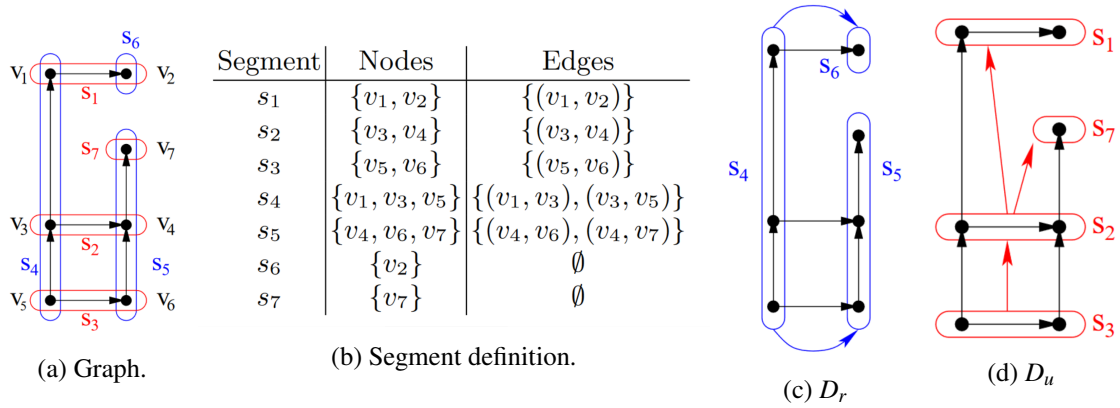 s₆
v₁ v₂
s₁
s₇ v₇
v₃ v₄
s₂
s₄ s₅
v₅ v₆
s₃
(a) Graph.
Segment Nodes Edges
s₁ {v₁, v₂} {(v₁, v₂)}
s₂ {v₃, v₄} {(v₃, v₄)}
s₃ {v₅, v₆} {(v₅, v₆)}
s₄ {v₁, v₃, v₅} {(v₁, v₃), (v₃, v₅)}
s₅ {v₄, v₆, v₇} {(v₄, v₆), (v₄, v₇)}
s₆ {v₂} ∅
s₇ {v₇} ∅
(b) Segment definition.
s₆
s₄ s₅
(c) Dᵣ
s₁
s₇
s₂
s₃
(d) Dᵤ